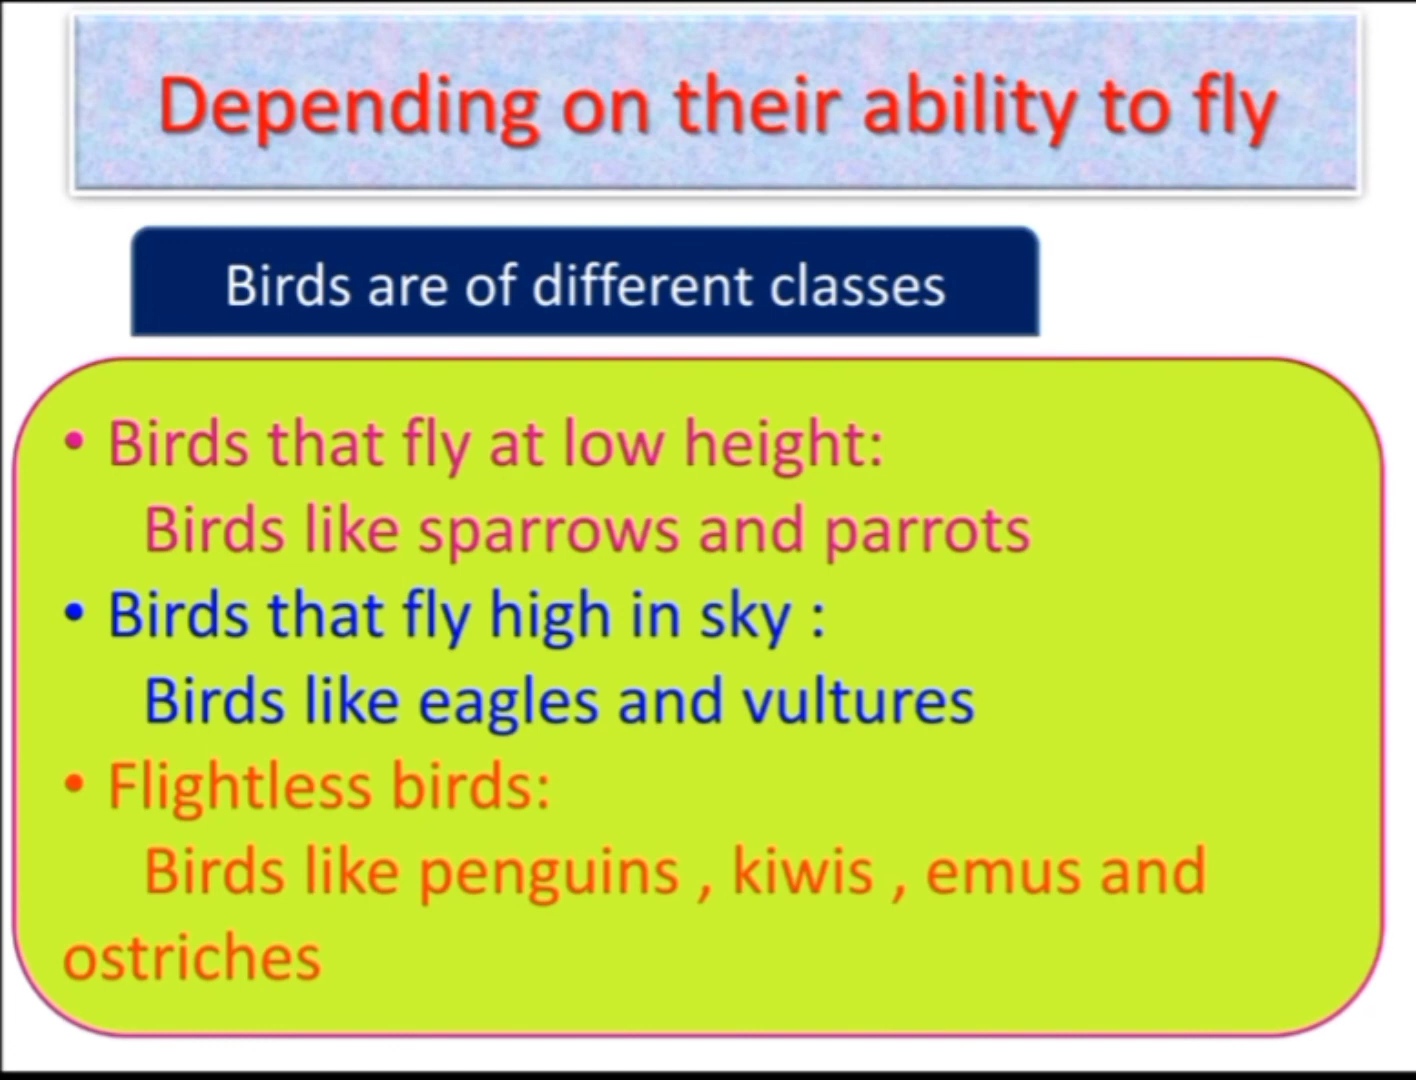 Depending on their ability to fly
Birds are of different classes
• Birds that fly at low height:
Birds like sparrows and parrots
• Birds that fly high in sky :
Birds like eagles and vultures
• Flightless birds:
Birds like penguins , kiwis , emus and
ostriches